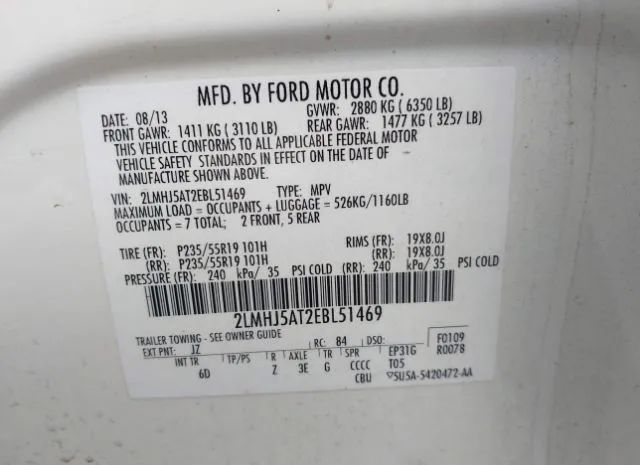 MFD. BY FORD MOTOR CO.
DATE: 08/13 GVWR: 2880 KG ( 6350 LB)
FRONT GAWR: 1411 KG ( 3110 LB) REAR GAWR: 1477 KG ( 3257 LB)
THIS VEHICLE CONFORMS TO ALL APPLICABLE FEDERAL MOTOR
VEHICLE SAFETY STANDARDS IN EFFECT ON THE DATE OF
MANUFACTURE SHOWN ABOVE.
VIN: 2LMHJ5AT2EBL51469 TYPE: MPV
MAXIMUM LOAD = OCCUPANTS + LUGGAGE = 526KG/1160LB
OCCUPANTS = 7 TOTAL; 2 FRONT, 5 REAR
TIRE (FR): P235/55R19 101H RIMS (FR): 19X8.0J
(RR): P235/55R19 101H (RR): 19X8.0J
PRESSURE (FR): 240 kPa/ 35 PSI COLD (RR): 240 kPa/ 35 PSI COLD
2LMHJ5AT2EBL51469
TRAILER TOWING - SEE OWNER GUIDE
EXT PNT: JZ RC: 84 DSO: F0109
INT TR TP/PS R AXLE TR SPR EP31G R0078
6D Z 3E G CCCC T05
CBU 5U5A-5420472-AA